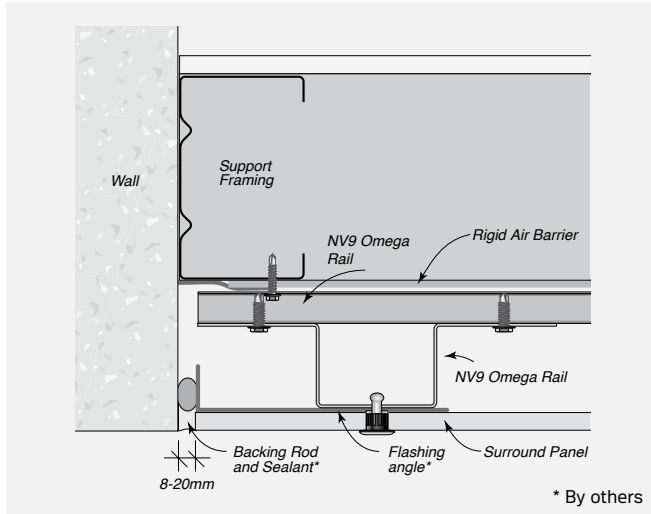 Wall
Support
Framing
NV9 Omega
Rail
Rigid Air Barrier
NV9 Omega Rail
Backing Rod
and Sealant*
Flashing
angle*
Surround Panel
8-20mm
* By others